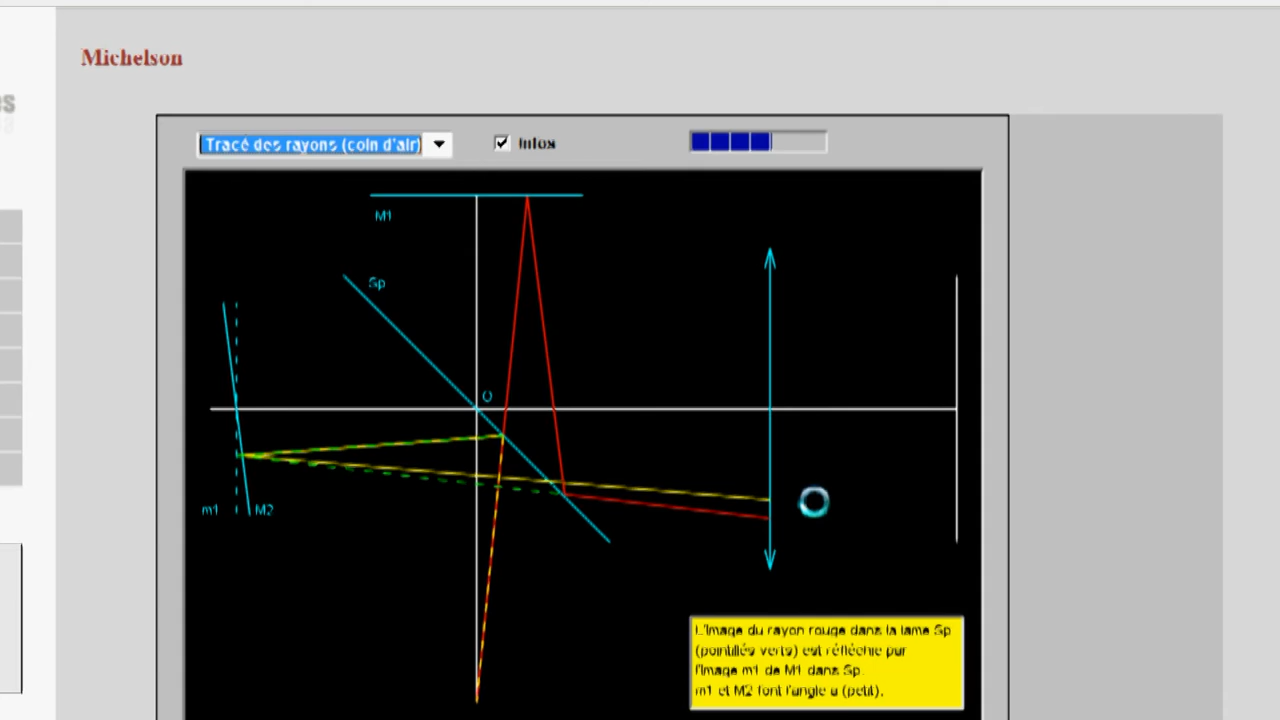 Michelson
es
Tracé des rayons (coin d'air)
Infos
M1
Sp
O
m1
M2
L'image du rayon rouge dans la lame Sp
(pointillés verts) est réfléchie par
l'image m1 de M1 dans Sp.
m1 et M2 font l'angle a (petit).